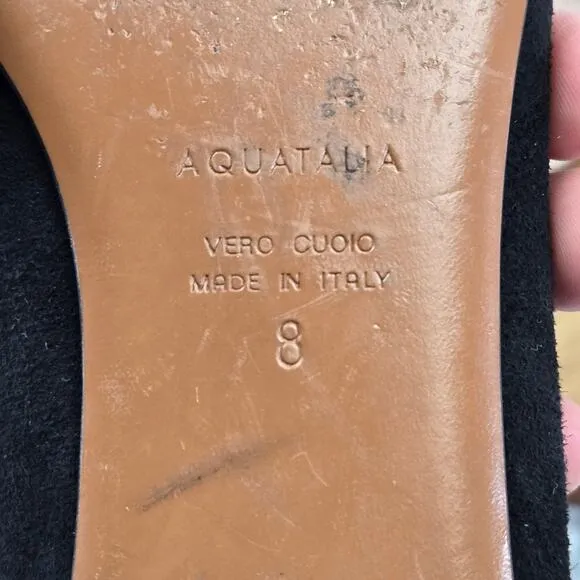 AQUATALIA
VERO CUOIO
MADE IN ITALY
8